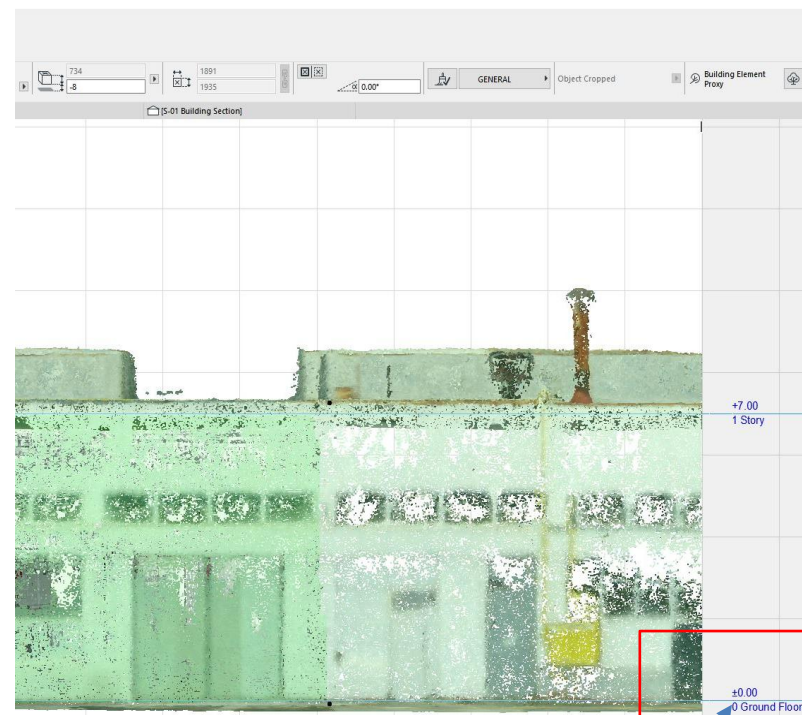 734
-8
1891
1935
α 0.00°
GENERAL
Object Cropped
Building Element
Proxy
[S-01 Building Section]
+7.00
1 Story
±0.00
0 Ground Floor